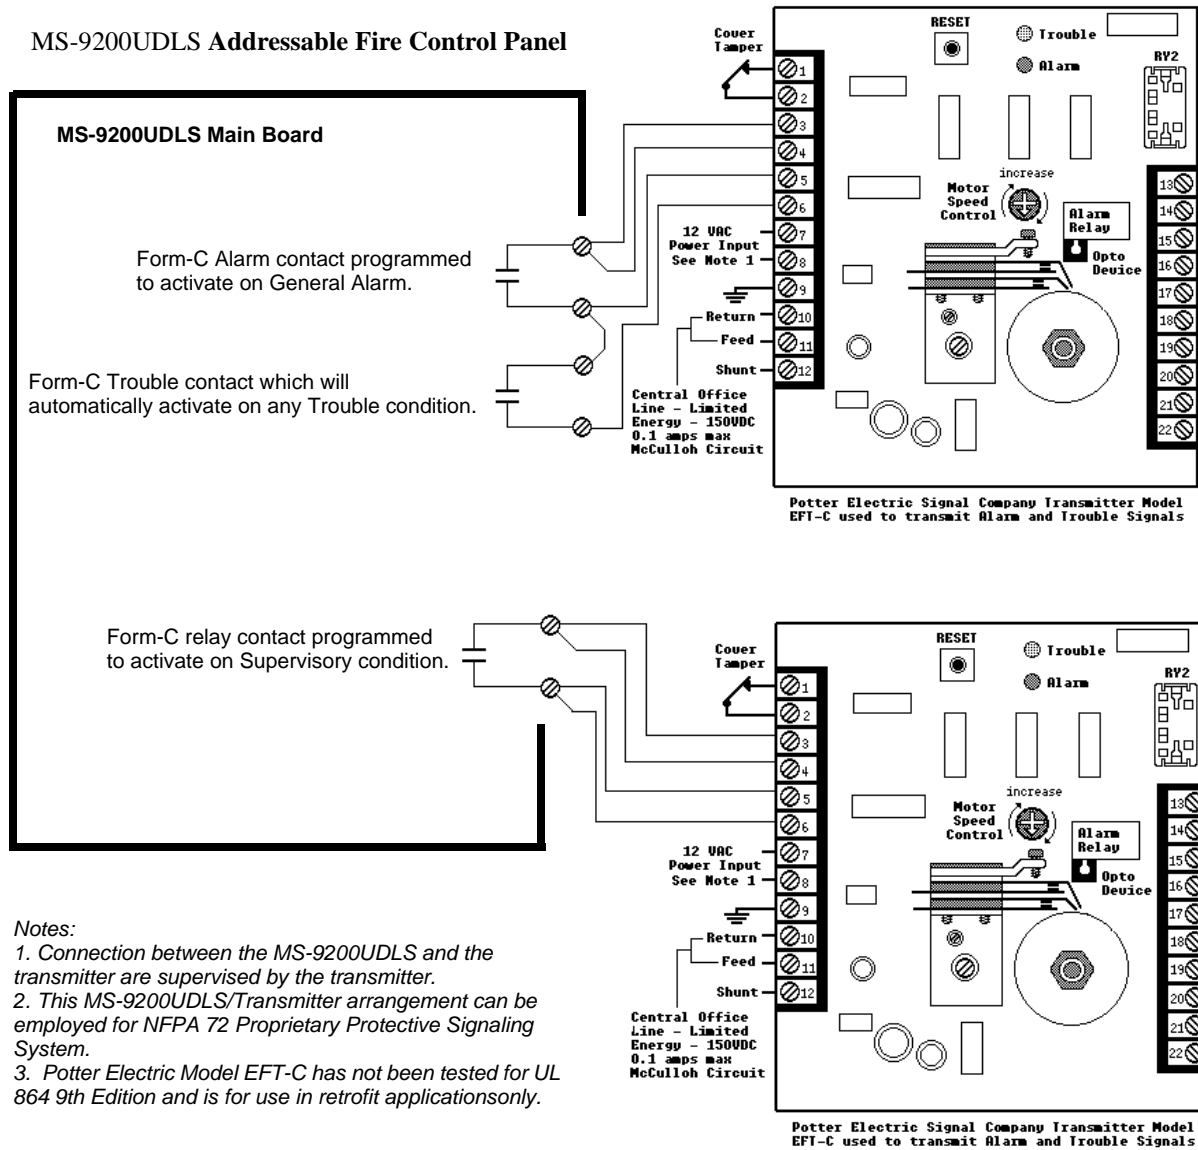 MS-9200UDLS Addressable Fire Control Panel
MS-9200UDLS Main Board
Form-C Alarm contact programmed
to activate on General Alarm.
Form-C Trouble contact which will
automatically activate on any Trouble condition.
Cover
Tamper
1
2
3
4
5
6
12 VAC
Power Input
See Note 1
7
8
9
Return
10
Feed
11
Shunt
12
Central Office
Line - Limited
Energy - 150VDC
0.1 amps max
McCulloh Circuit
RESET
Trouble
Alarm
RY2
increase
Motor
Speed
Control
Alarm
Relay
Opto
Device
13
14
15
16
17
18
19
20
21
22
Potter Electric Signal Company Transmitter Model
EFT-C used to transmit Alarm and Trouble Signals
Form-C relay contact programmed
to activate on Supervisory condition.
Cover
Tamper
1
2
3
4
5
6
12 VAC
Power Input
See Note 1
7
8
9
Return
10
Feed
11
Shunt
12
Central Office
Line - Limited
Energy - 150VDC
0.1 amps max
McCulloh Circuit
RESET
Trouble
Alarm
RY2
increase
Motor
Speed
Control
Alarm
Relay
Opto
Device
13
14
15
16
17
18
19
20
21
22
Potter Electric Signal Company Transmitter Model
EFT-C used to transmit Alarm and Trouble Signals
Notes:
1. Connection between the MS-9200UDLS and the
transmitter are supervised by the transmitter.
2. This MS-9200UDLS/Transmitter arrangement can be
employed for NFPA 72 Proprietary Protective Signaling
System.
3. Potter Electric Model EFT-C has not been tested for UL
864 9th Edition and is for use in retrofit applicationsonly.